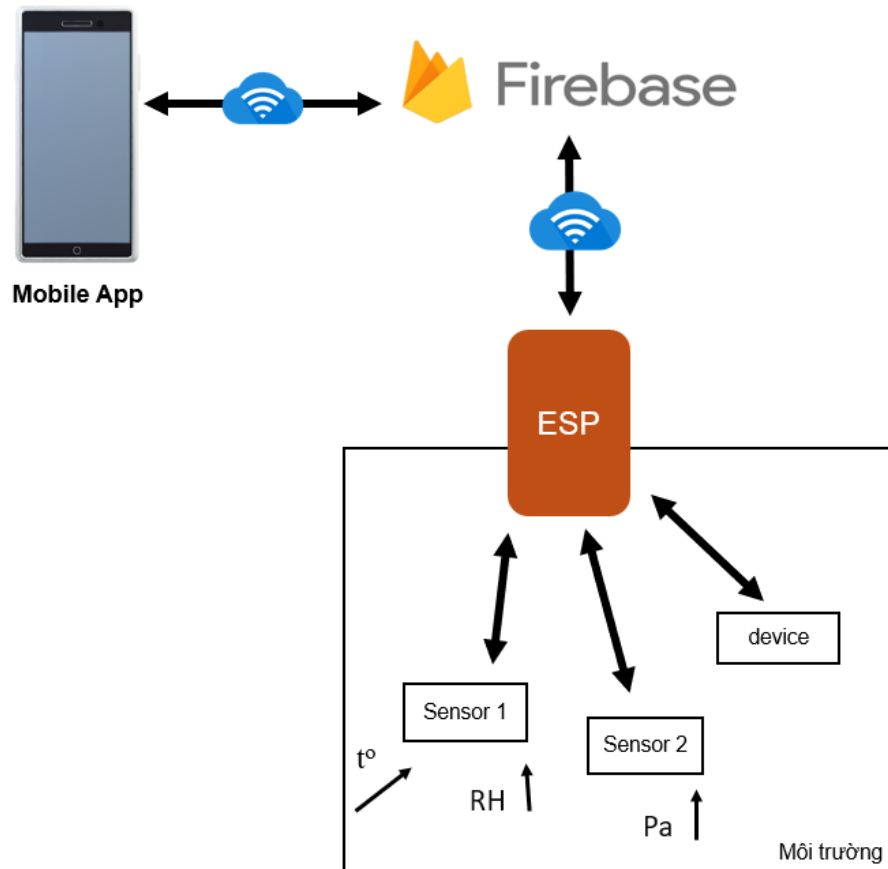 Firebase
Mobile App
ESP
device
Sensor 1
Sensor 2
tº
RH
Pa
Môi trường